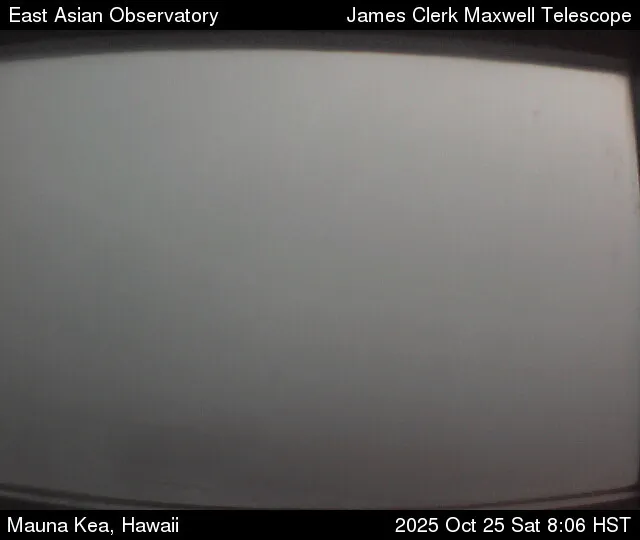 East Asian Observatory
James Clerk Maxwell Telescope
Mauna Kea, Hawaii
2025 Oct 25 Sat 8:06 HST